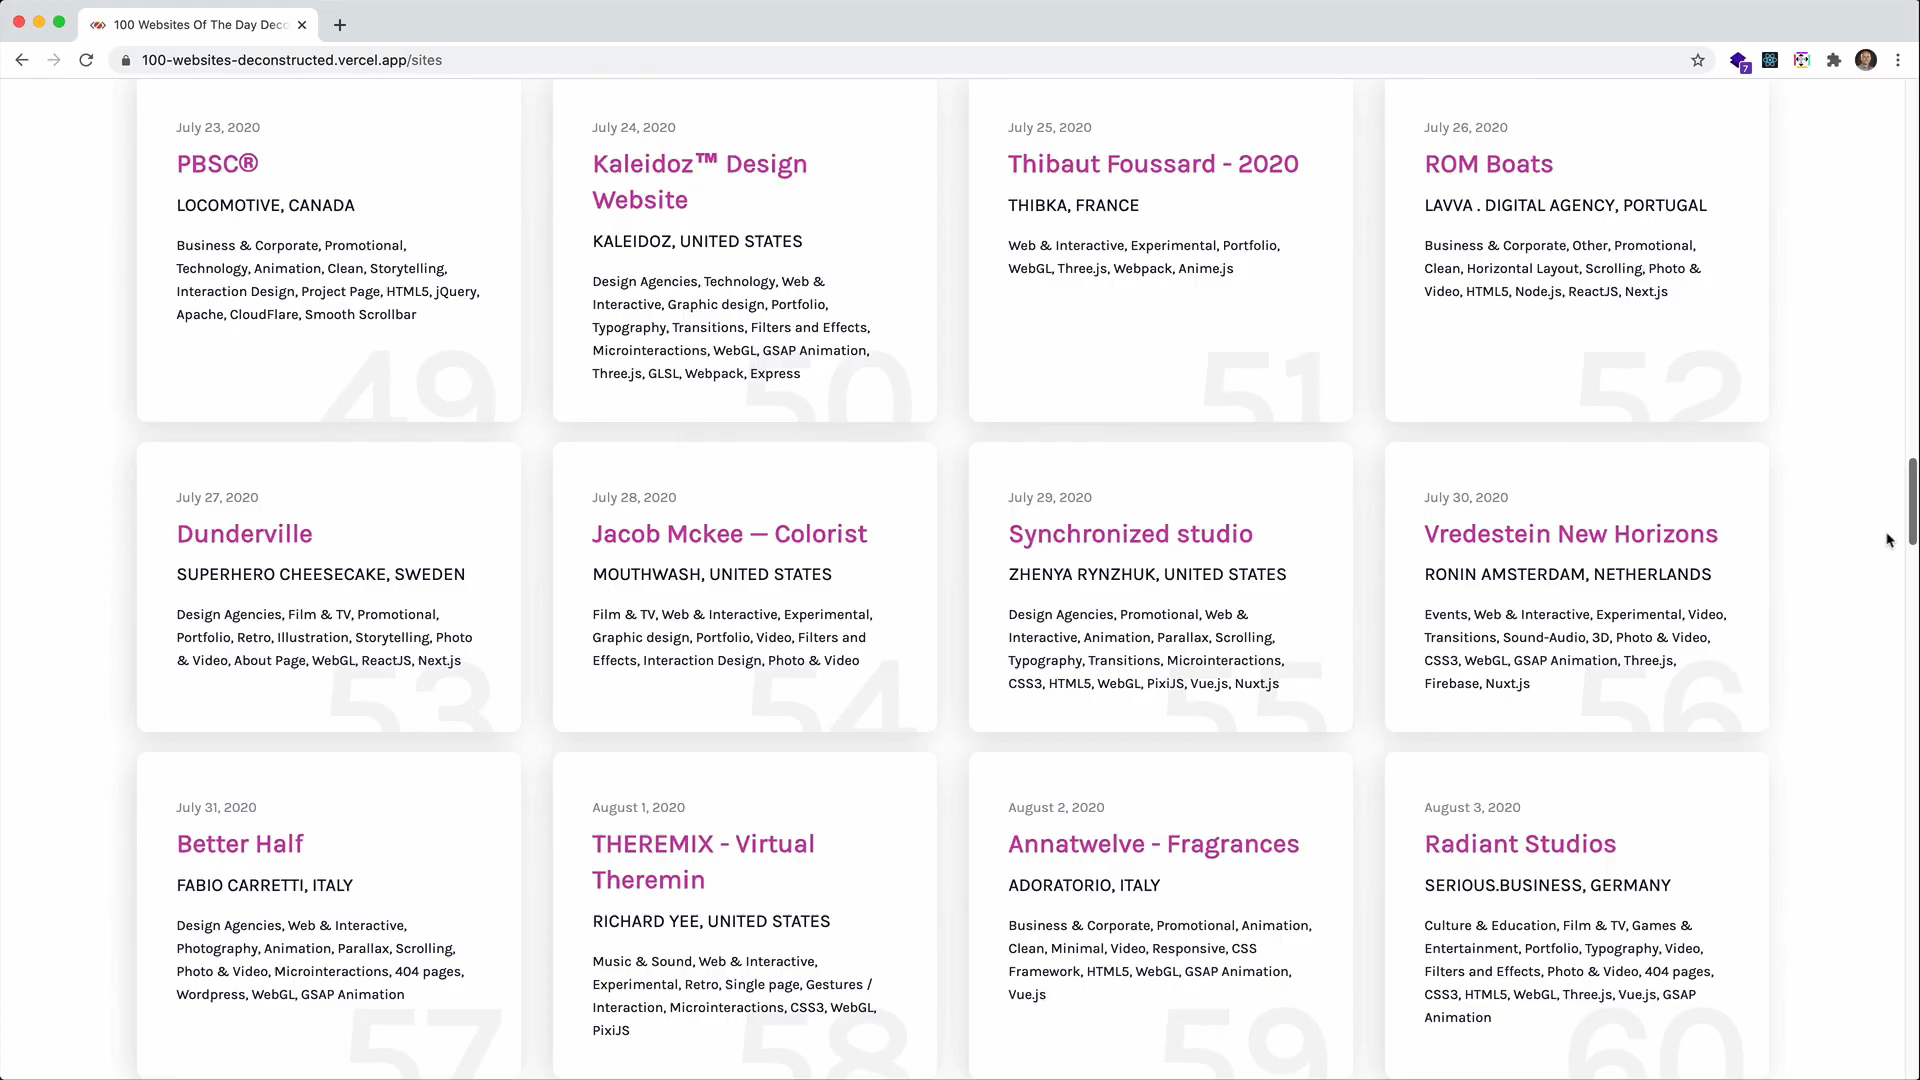 100 Websites Of The Day Deco
100-websites-deconstructed.vercel.app/sites
7
July 23, 2020
PBSC®
LOCOMOTIVE, CANADA
Business & Corporate, Promotional,
Technology, Animation, Clean, Storytelling,
Interaction Design, Project Page, HTML5, jQuery,
Apache, CloudFlare, Smooth Scrollbar
49
July 24, 2020
Kaleidoz™ Design
Website
KALEIDOZ, UNITED STATES
Design Agencies, Technology, Web &
Interactive, Graphic design, Portfolio,
Typography, Transitions, Filters and Effects,
Microinteractions, WebGL, GSAP Animation,
Three.js, GLSL, Webpack, Express
50
July 25, 2020
Thibaut Foussard - 2020
THIBKA, FRANCE
Web & Interactive, Experimental, Portfolio,
WebGL, Three.js, Webpack, Anime.js
51
July 26, 2020
ROM Boats
LAVVA . DIGITAL AGENCY, PORTUGAL
Business & Corporate, Other, Promotional,
Clean, Horizontal Layout, Scrolling, Photo &
Video, HTML5, Node.js, ReactJS, Next.js
52
July 27, 2020
Dunderville
SUPERHERO CHEESECAKE, SWEDEN
Design Agencies, Film & TV, Promotional,
Portfolio, Retro, Illustration, Storytelling, Photo
& Video, About Page, WebGL, ReactJS, Next.js
53
July 28, 2020
Jacob Mckee — Colorist
MOUTHWASH, UNITED STATES
Film & TV, Web & Interactive, Experimental,
Graphic design, Portfolio, Video, Filters and
Effects, Interaction Design, Photo & Video
54
July 29, 2020
Synchronized studio
ZHENYA RYNZHUK, UNITED STATES
Design Agencies, Promotional, Web &
Interactive, Animation, Parallax, Scrolling,
Typography, Transitions, Microinteractions,
CSS3, HTML5, WebGL, PixiJS, Vue.js, Nuxt.js
55
July 30, 2020
Vredestein New Horizons
RONIN AMSTERDAM, NETHERLANDS
Events, Web & Interactive, Experimental, Video,
Transitions, Sound-Audio, 3D, Photo & Video,
CSS3, WebGL, GSAP Animation, Three.js,
Firebase, Nuxt.js
56
July 31, 2020
Better Half
FABIO CARRETTI, ITALY
Design Agencies, Web & Interactive,
Photography, Animation, Parallax, Scrolling,
Photo & Video, Microinteractions, 404 pages,
Wordpress, WebGL, GSAP Animation
57
August 1, 2020
THEREMIX - Virtual
Theremin
RICHARD YEE, UNITED STATES
Music & Sound, Web & Interactive,
Experimental, Retro, Single page, Gestures /
Interaction, Microinteractions, CSS3, WebGL,
PixiJS
58
August 2, 2020
Annatwelve - Fragrances
ADORATORIO, ITALY
Business & Corporate, Promotional, Animation,
Clean, Minimal, Video, Responsive, CSS
Framework, HTML5, WebGL, GSAP Animation,
Vue.js
59
August 3, 2020
Radiant Studios
SERIOUS.BUSINESS, GERMANY
Culture & Education, Film & TV, Games &
Entertainment, Portfolio, Typography, Video,
Filters and Effects, Photo & Video, 404 pages,
CSS3, HTML5, WebGL, Three.js, Vue.js, GSAP
Animation
60